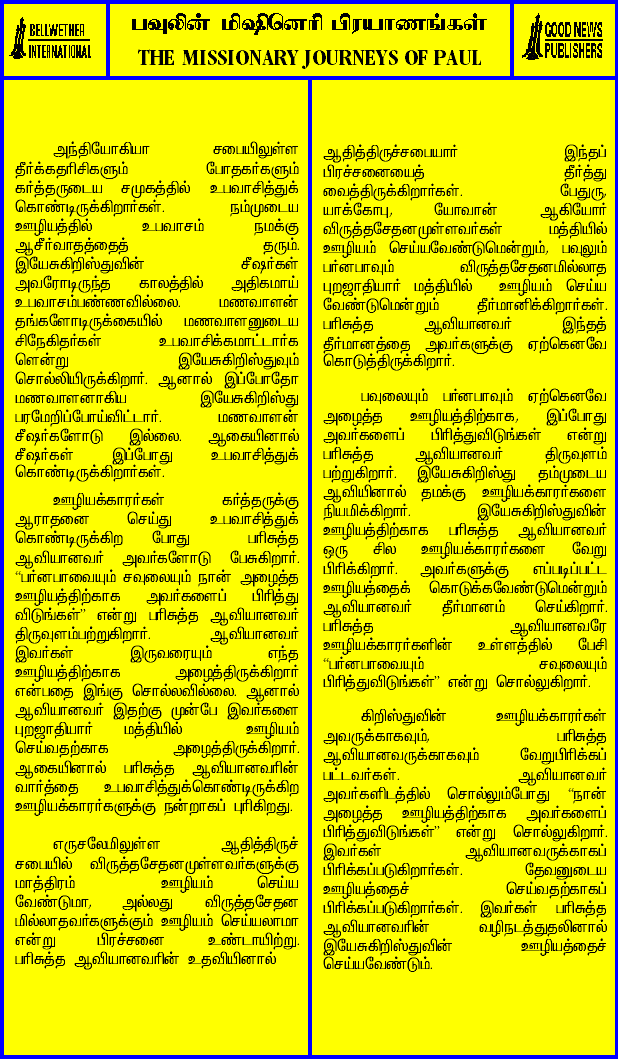 BELLWETHER
INTERNATIONAL
பவுலின் மிஷினெரி பிரயாணங்கள்
THE MISSIONARY JOURNEYS OF PAUL
GOOD NEWS
PUBLISHERS
அந்தியோகியா சபையிலுள்ள
தீர்க்கதரிசிகளும் போதகர்களும்
கர்த்தருடைய சமுகத்தில் உபவாசித்துக்
கொண்டிருக்கிறார்கள். நம்முடைய
ஊழியத்தில் உபவாசம் நமக்கு
ஆசீர்வாதத்தைத் தரும்.
இயேசுகிறிஸ்துவின் சீஷர்கள்
அவரோடிருந்த காலத்தில் அதிகமாய்
உபவாசம்பண்ணவில்லை. மணவாளன்
தங்களோடிருக்கையில் மணவாளனுடைய
சிநேகிதர்கள் உபவாசிக்கமாட்டார்க
ளென்று இயேசுகிறிஸ்துவும்
சொல்லியிருக்கிறார். ஆனால் இப்போதோ
மணவாளனாகிய இயேசுகிறிஸ்து
பரமேறிப்போய்விட்டார். மணவாளன்
சீஷர்களோடு இல்லை. ஆகையினால்
சீஷர்கள் இப்போது உபவாசித்துக்
கொண்டிருக்கிறார்கள்.
ஊழியக்காரர்கள் கர்த்தருக்கு
ஆராதனை செய்து உபவாசித்துக்
கொண்டிருக்கிற போது பரிசுத்த
ஆவியானவர் அவர்களோடு பேசுகிறார்.
“பர்னபாவையும் சவுலையும் நான் அழைத்த
ஊழியத்திற்காக அவர்களைப் பிரித்து
விடுங்கள்” என்று பரிசுத்த ஆவியானவர்
திருவுளம்பற்றுகிறார். ஆவியானவர்
இவர்கள் இருவரையும் எந்த
ஊழியத்திற்காக அழைத்திருக்கிறார்
என்பதை இங்கு சொல்லவில்லை. ஆனால்
ஆவியானவர் இதற்கு முன்பே இவர்களை
புறஜாதியார் மத்தியில் ஊழியம்
செய்வதற்காக அழைத்திருக்கிறார்.
ஆகையினால் பரிசுத்த ஆவியானவரின்
வார்த்தை உபவாசித்துக்கொண்டிருக்கிற
ஊழியக்காரர்களுக்கு நன்றாகப் புரிகிறது.
எருசலேமிலுள்ள ஆதித்திருச்
சபையில் விருத்தசேதனமுள்ளவர்களுக்கு
மாத்திரம் ஊழியம் செய்ய
வேண்டுமா, அல்லது விருத்தசேதன
மில்லாதவர்களுக்கும் ஊழியம் செய்யலாமா
என்று பிரச்சனை உண்டாயிற்று.
பரிசுத்த ஆவியானவரின் உதவியினால்
ஆதித்திருச்சபையார் இந்தப்
பிரச்சனையைத் தீர்த்து
வைத்திருக்கிறார்கள். பேதுரு,
யாக்கோபு, யோவான் ஆகியோர்
விருத்தசேதனமுள்ளவர்கள் மத்தியில்
ஊழியம் செய்யவேண்டுமென்றும், பவுலும்
பர்னபாவும் விருத்தசேதனமில்லாத
புறஜாதியார் மத்தியில் ஊழியம் செய்ய
வேண்டுமென்றும் தீர்மானிக்கிறார்கள்.
பரிசுத்த ஆவியானவர் இந்தத்
தீர்மானத்தை அவர்களுக்கு ஏற்கெனவே
கொடுத்திருக்கிறார்.
பவுலையும் பர்னபாவும் ஏற்கெனவே
அழைத்த ஊழியத்திற்காக, இப்போது
அவர்களைப் பிரித்துவிடுங்கள் என்று
பரிசுத்த ஆவியானவர் திருவுளம்
பற்றுகிறார். இயேசுகிறிஸ்து தம்முடைய
ஆவியினால் தமக்கு ஊழியக்காரர்களை
நியமிக்கிறார். இயேசுகிறிஸ்துவின்
ஊழியத்திற்காக பரிசுத்த ஆவியானவர்
ஒரு சில ஊழியக்காரர்களை வேறு
பிரிக்கிறார். அவர்களுக்கு எப்படிப்பட்ட
ஊழியத்தைக் கொடுக்கவேண்டுமென்றும்
ஆவியானவர் தீர்மானம் செய்கிறார்.
பரிசுத்த ஆவியானவரே
ஊழியக்காரர்களின் உள்ளத்தில் பேசி
“பர்னபாவையும் சவுலையும்
பிரித்துவிடுங்கள்” என்று சொல்லுகிறார்.
கிறிஸ்துவின் ஊழியக்காரர்கள்
அவருக்காகவும், பரிசுத்த
ஆவியானவருக்காகவும் வேறுபிரிக்கப்
பட்டவர்கள். ஆவியானவர்
அவர்களிடத்தில் சொல்லும்போது “நான்
அழைத்த ஊழியத்திற்காக அவர்களைப்
பிரித்துவிடுங்கள்” என்று சொல்லுகிறார்.
இவர்கள் ஆவியானவருக்காகப்
பிரிக்கப்படுகிறார்கள். தேவனுடைய
ஊழியத்தைச் செய்வதற்காகப்
பிரிக்கப்படுகிறார்கள். இவர்கள் பரிசுத்த
ஆவியானவரின் வழிநடத்துதலினால்
இயேசுகிறிஸ்துவின் ஊழியத்தைச்
செய்யவேண்டும்.